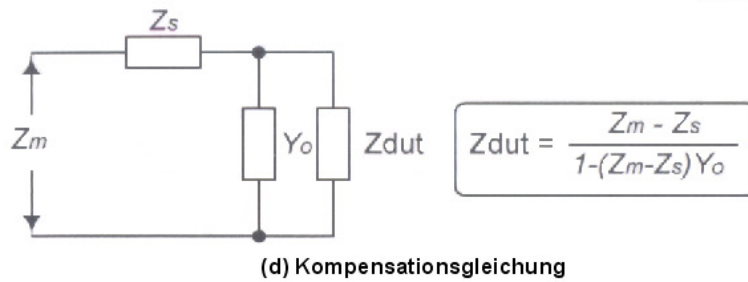 Zs
Zm
Yo
Zdut
Zdut = Zm - Zs
1-(Zm-Zs)Yo
(d) Kompensationsgleichung